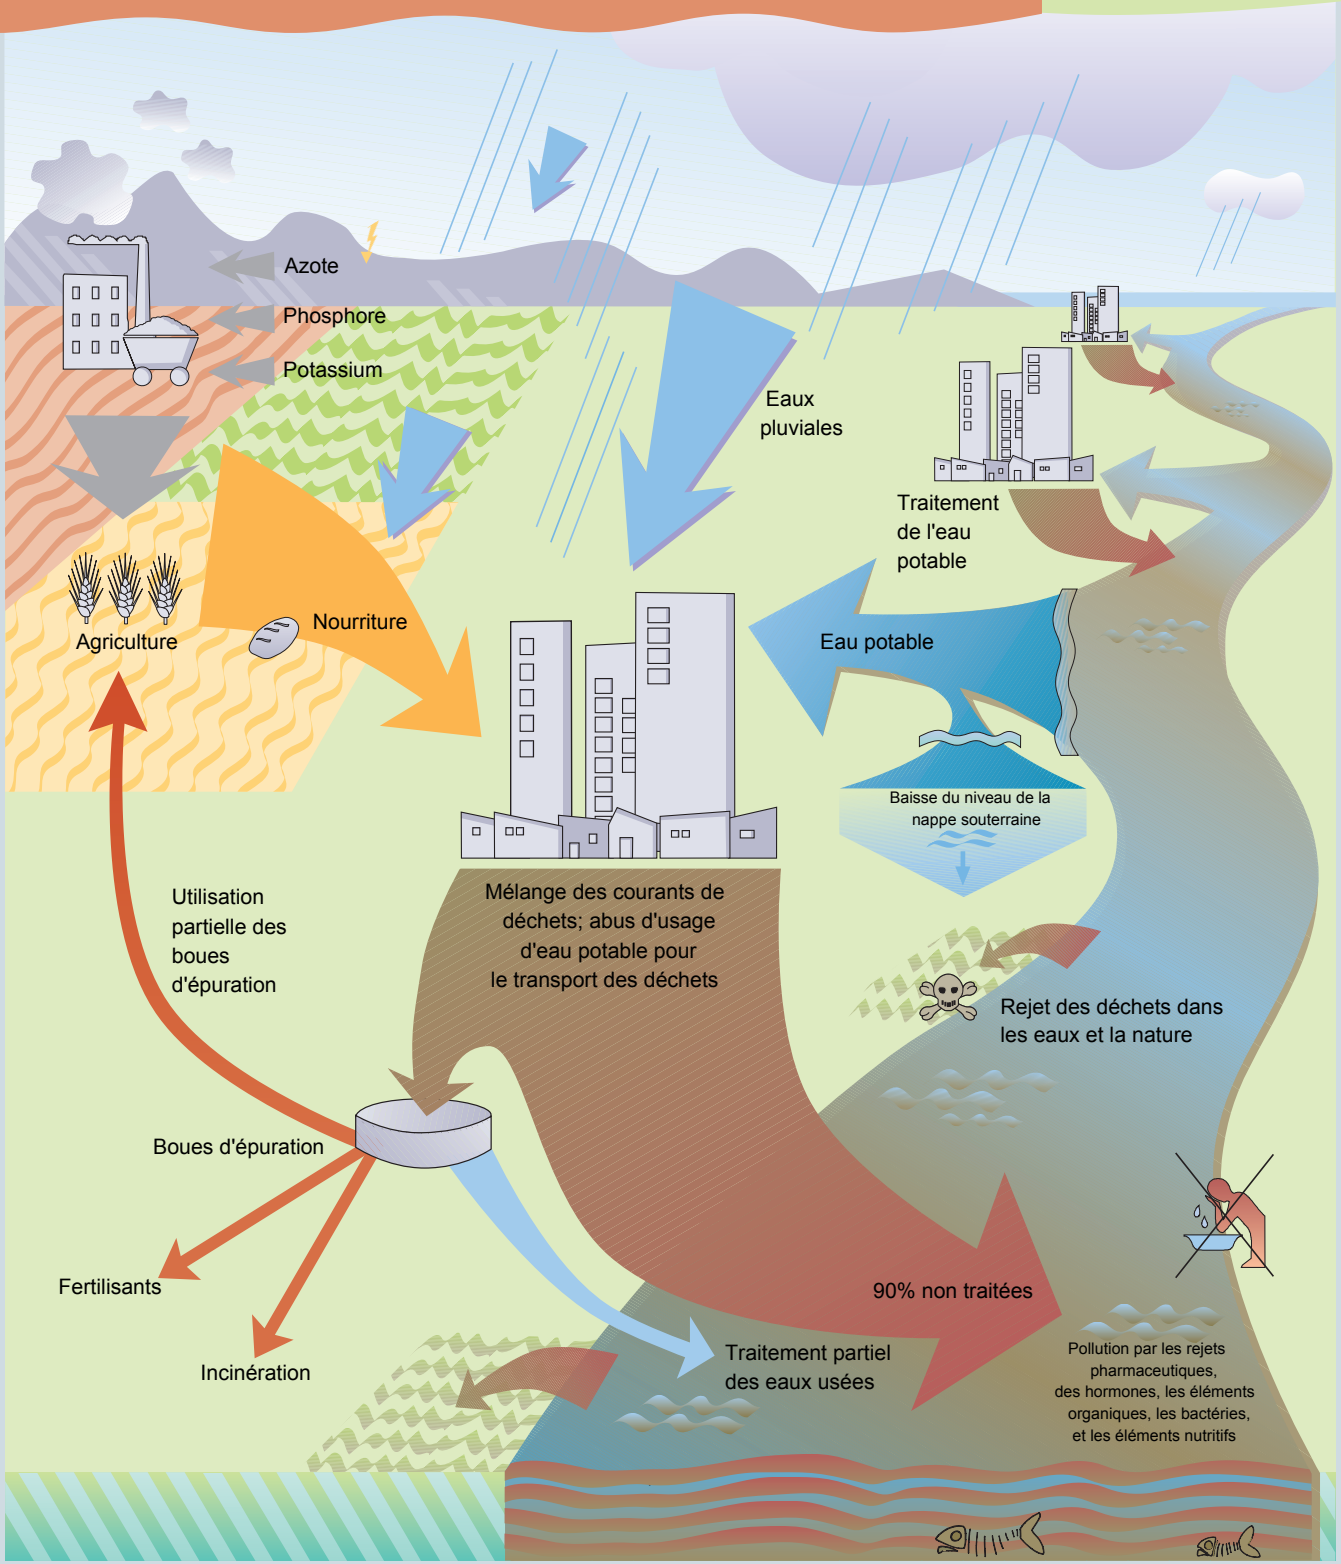 Azote
Phosphore
Potassium
Eaux
pluviales
Traitement
de l'eau
potable
Agriculture
Nourriture
Eau potable
Baisse du niveau de la
nappe souterraine
Utilisation
partielle des
boues
d'épuration
Mélange des courants de
déchets; abus d'usage
d'eau potable pour
le transport des déchets
Rejet des déchets dans
les eaux et la nature
Boues d'épuration
Fertilisants
Incinération
90% non traitées
Traitement partiel
des eaux usées
Pollution par les rejets
pharmaceutiques,
des hormones, les éléments
organiques, les bactéries,
et les éléments nutritifs